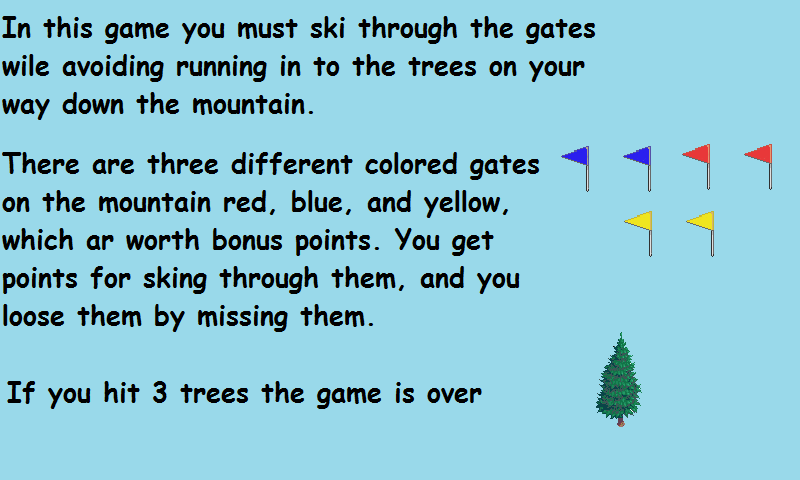 In this game you must ski through the gates
wile avoiding running in to the trees on your
way down the mountain.
There are three different colored gates
on the mountain red, blue, and yellow,
which ar worth bonus points. You get
points for sking through them, and you
loose them by missing them.
If you hit 3 trees the game is over